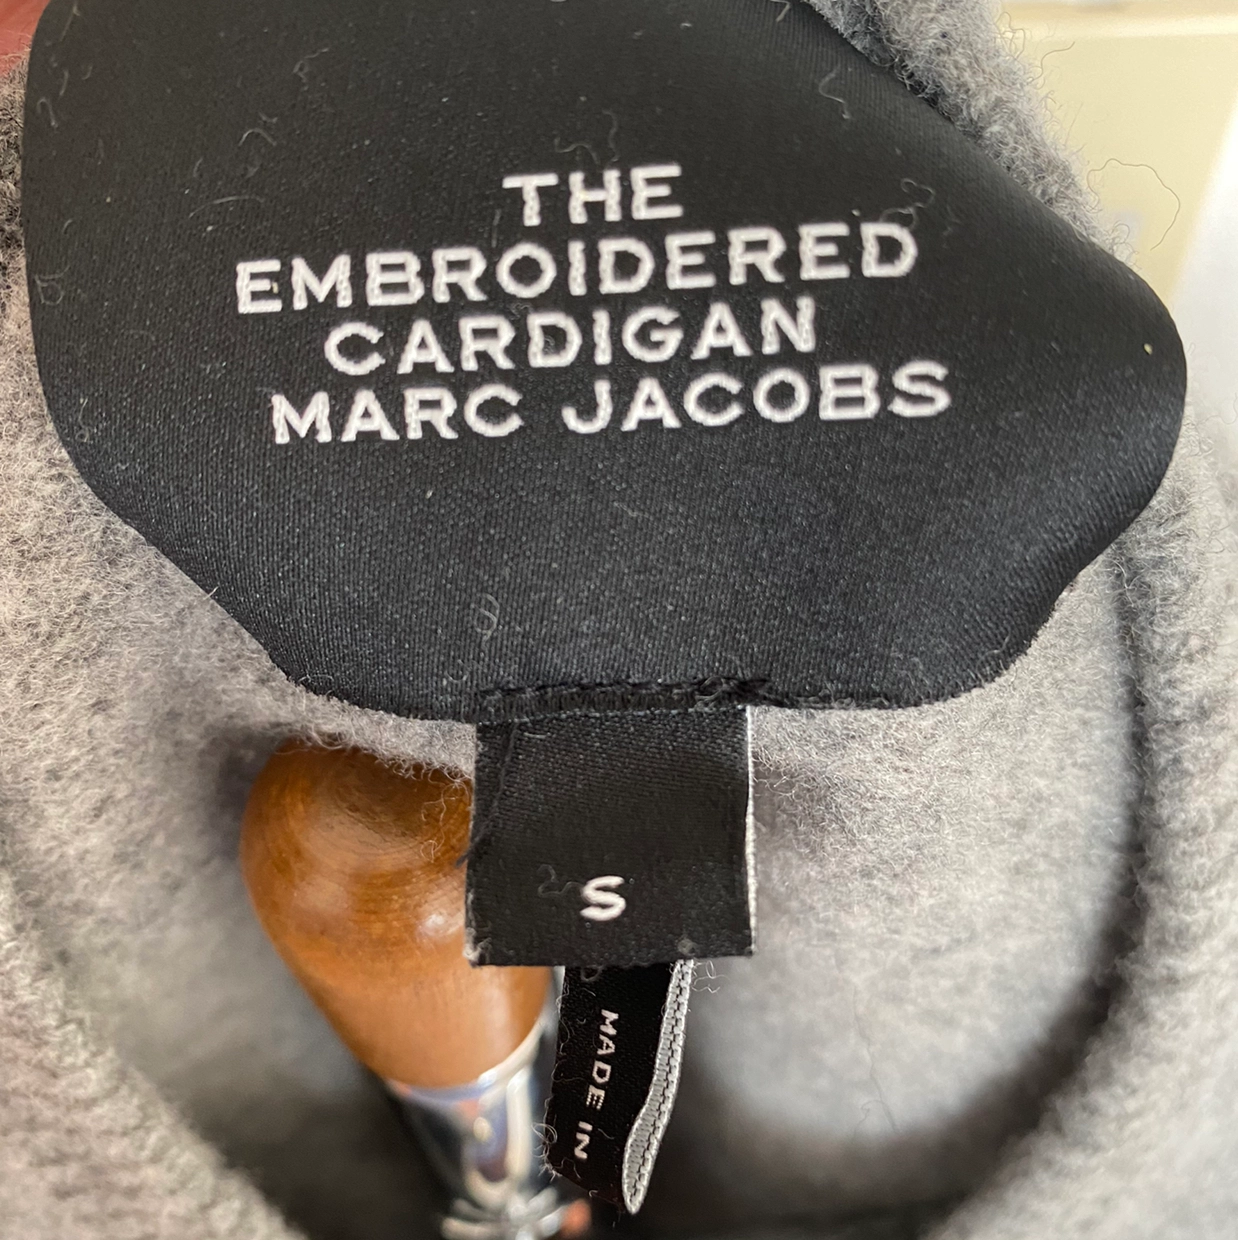 THE
EMBROIDERED
CARDIGAN
MARC JACOBS
S
MADE IN